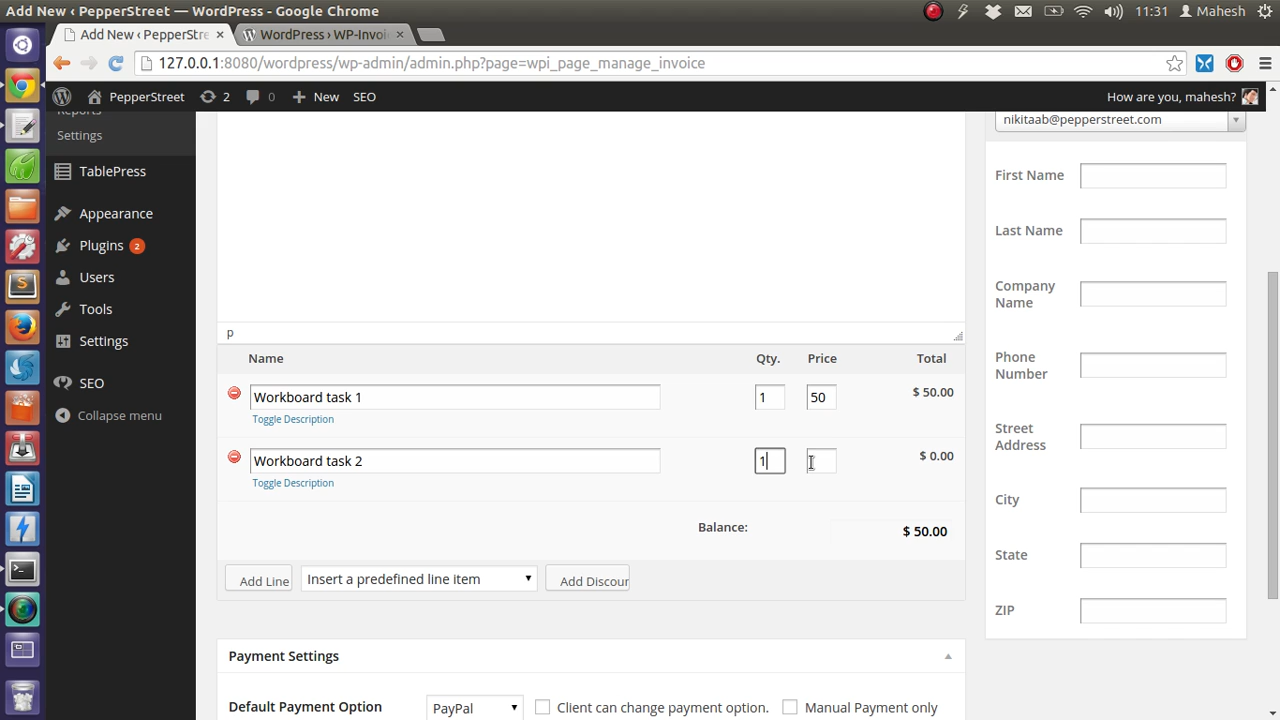 Add New ‹ PepperStreet — WordPress - Google Chrome
11:31 Mahesh
Add New ‹ PepperStre × WordPress › WP-Invoi ×
127.0.0.1:8080/wordpress/wp-admin/admin.php?page=wpi_page_manage_invoice
PepperStreet 2 0 New SEO How are you, mahesh?
Reports
Settings
TablePress
Appearance
Plugins 2
Users
Tools
Settings
SEO
Collapse menu
p
Name Qty. Price Total
Workboard task 1 1 50 $ 50.00
Toggle Description
Workboard task 2 1 $ 0.00
Toggle Description
Balance: $ 50.00
Add Line Insert a predefined line item Add Discoun
Payment Settings
Default Payment Option PayPal Client can change payment option. Manual Payment only
nikitaab@pepperstreet.com
First Name
Last Name
Company
Name
Phone
Number
Street
Address
City
State
ZIP